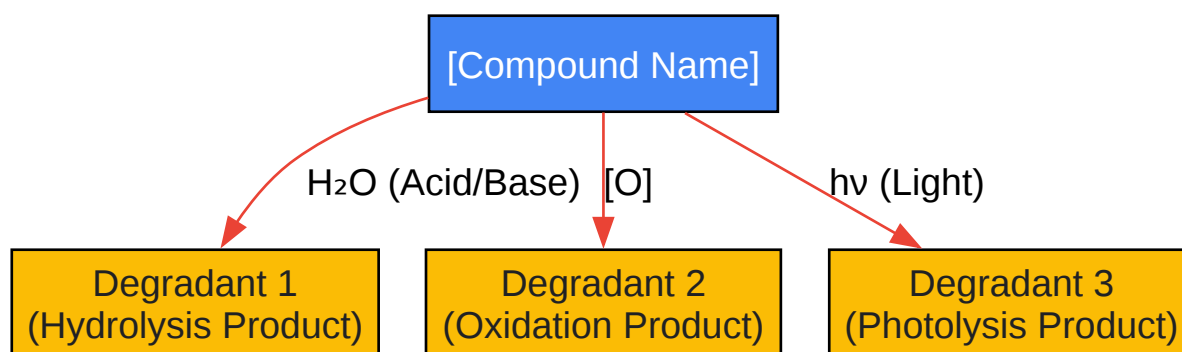 [Compound Name]
H₂O (Acid/Base)
[O]
hν (Light)
Degradant 1
(Hydrolysis Product)
Degradant 2
(Oxidation Product)
Degradant 3
(Photolysis Product)